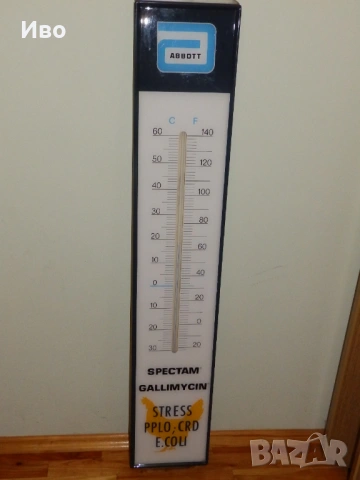 Иво
ABBOTT
C F
60 140
120
50
100
40
80
30
60
20
40
10
20
0
10
0
20
30 20
SPECTAM
GALLIMYCIN
STRESS
PPLO, CRD
E.COLI
BAZAR